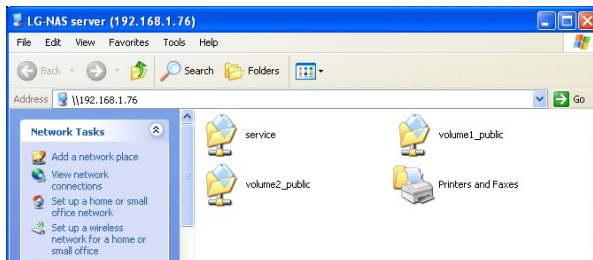 LG-NAS server (192.168.1.76)
File Edit View Favorites Tools Help
Back Search Folders
Address \\192.168.1.76 Go
Network Tasks
Add a network place
View network
connections
Set up a home or small
office network
Set up a wireless
network for a home or
small office
service
volume1_public
volume2_public
Printers and Faxes